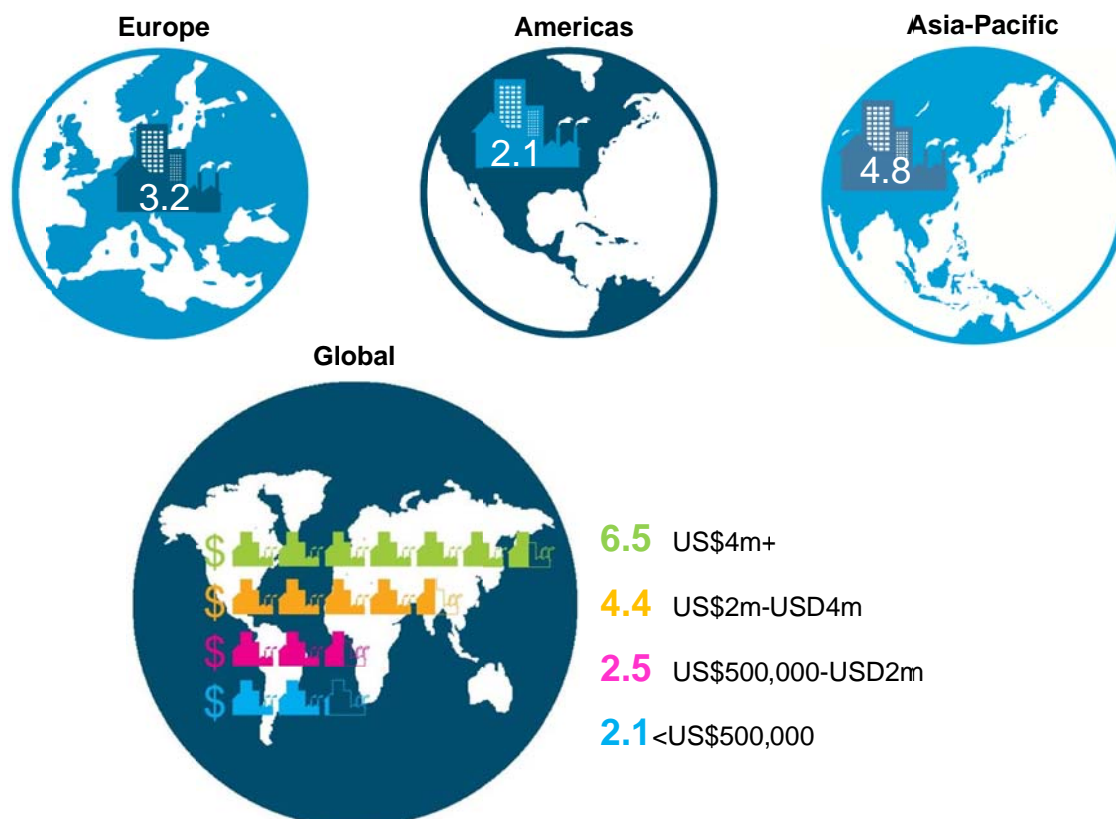 Europe
Americas
Asia-Pacific
3.2
2.1
4.8
Global
$
$
$
$
6.5 US$4m+
4.4 US$2m-USD4m
2.5 US$500,000-USD2m
2.1 <US$500,000